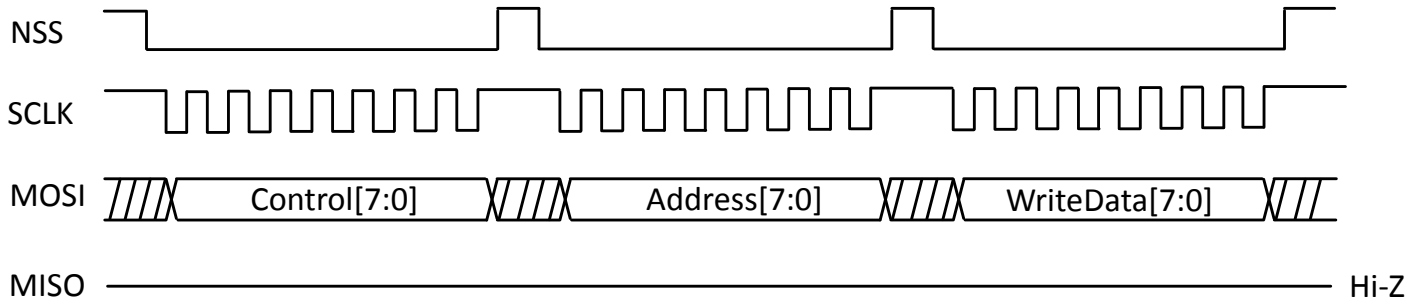 NSS
SCLK
MOSI Control[7:0] Address[7:0] WriteData[7:0]
MISO Hi-Z